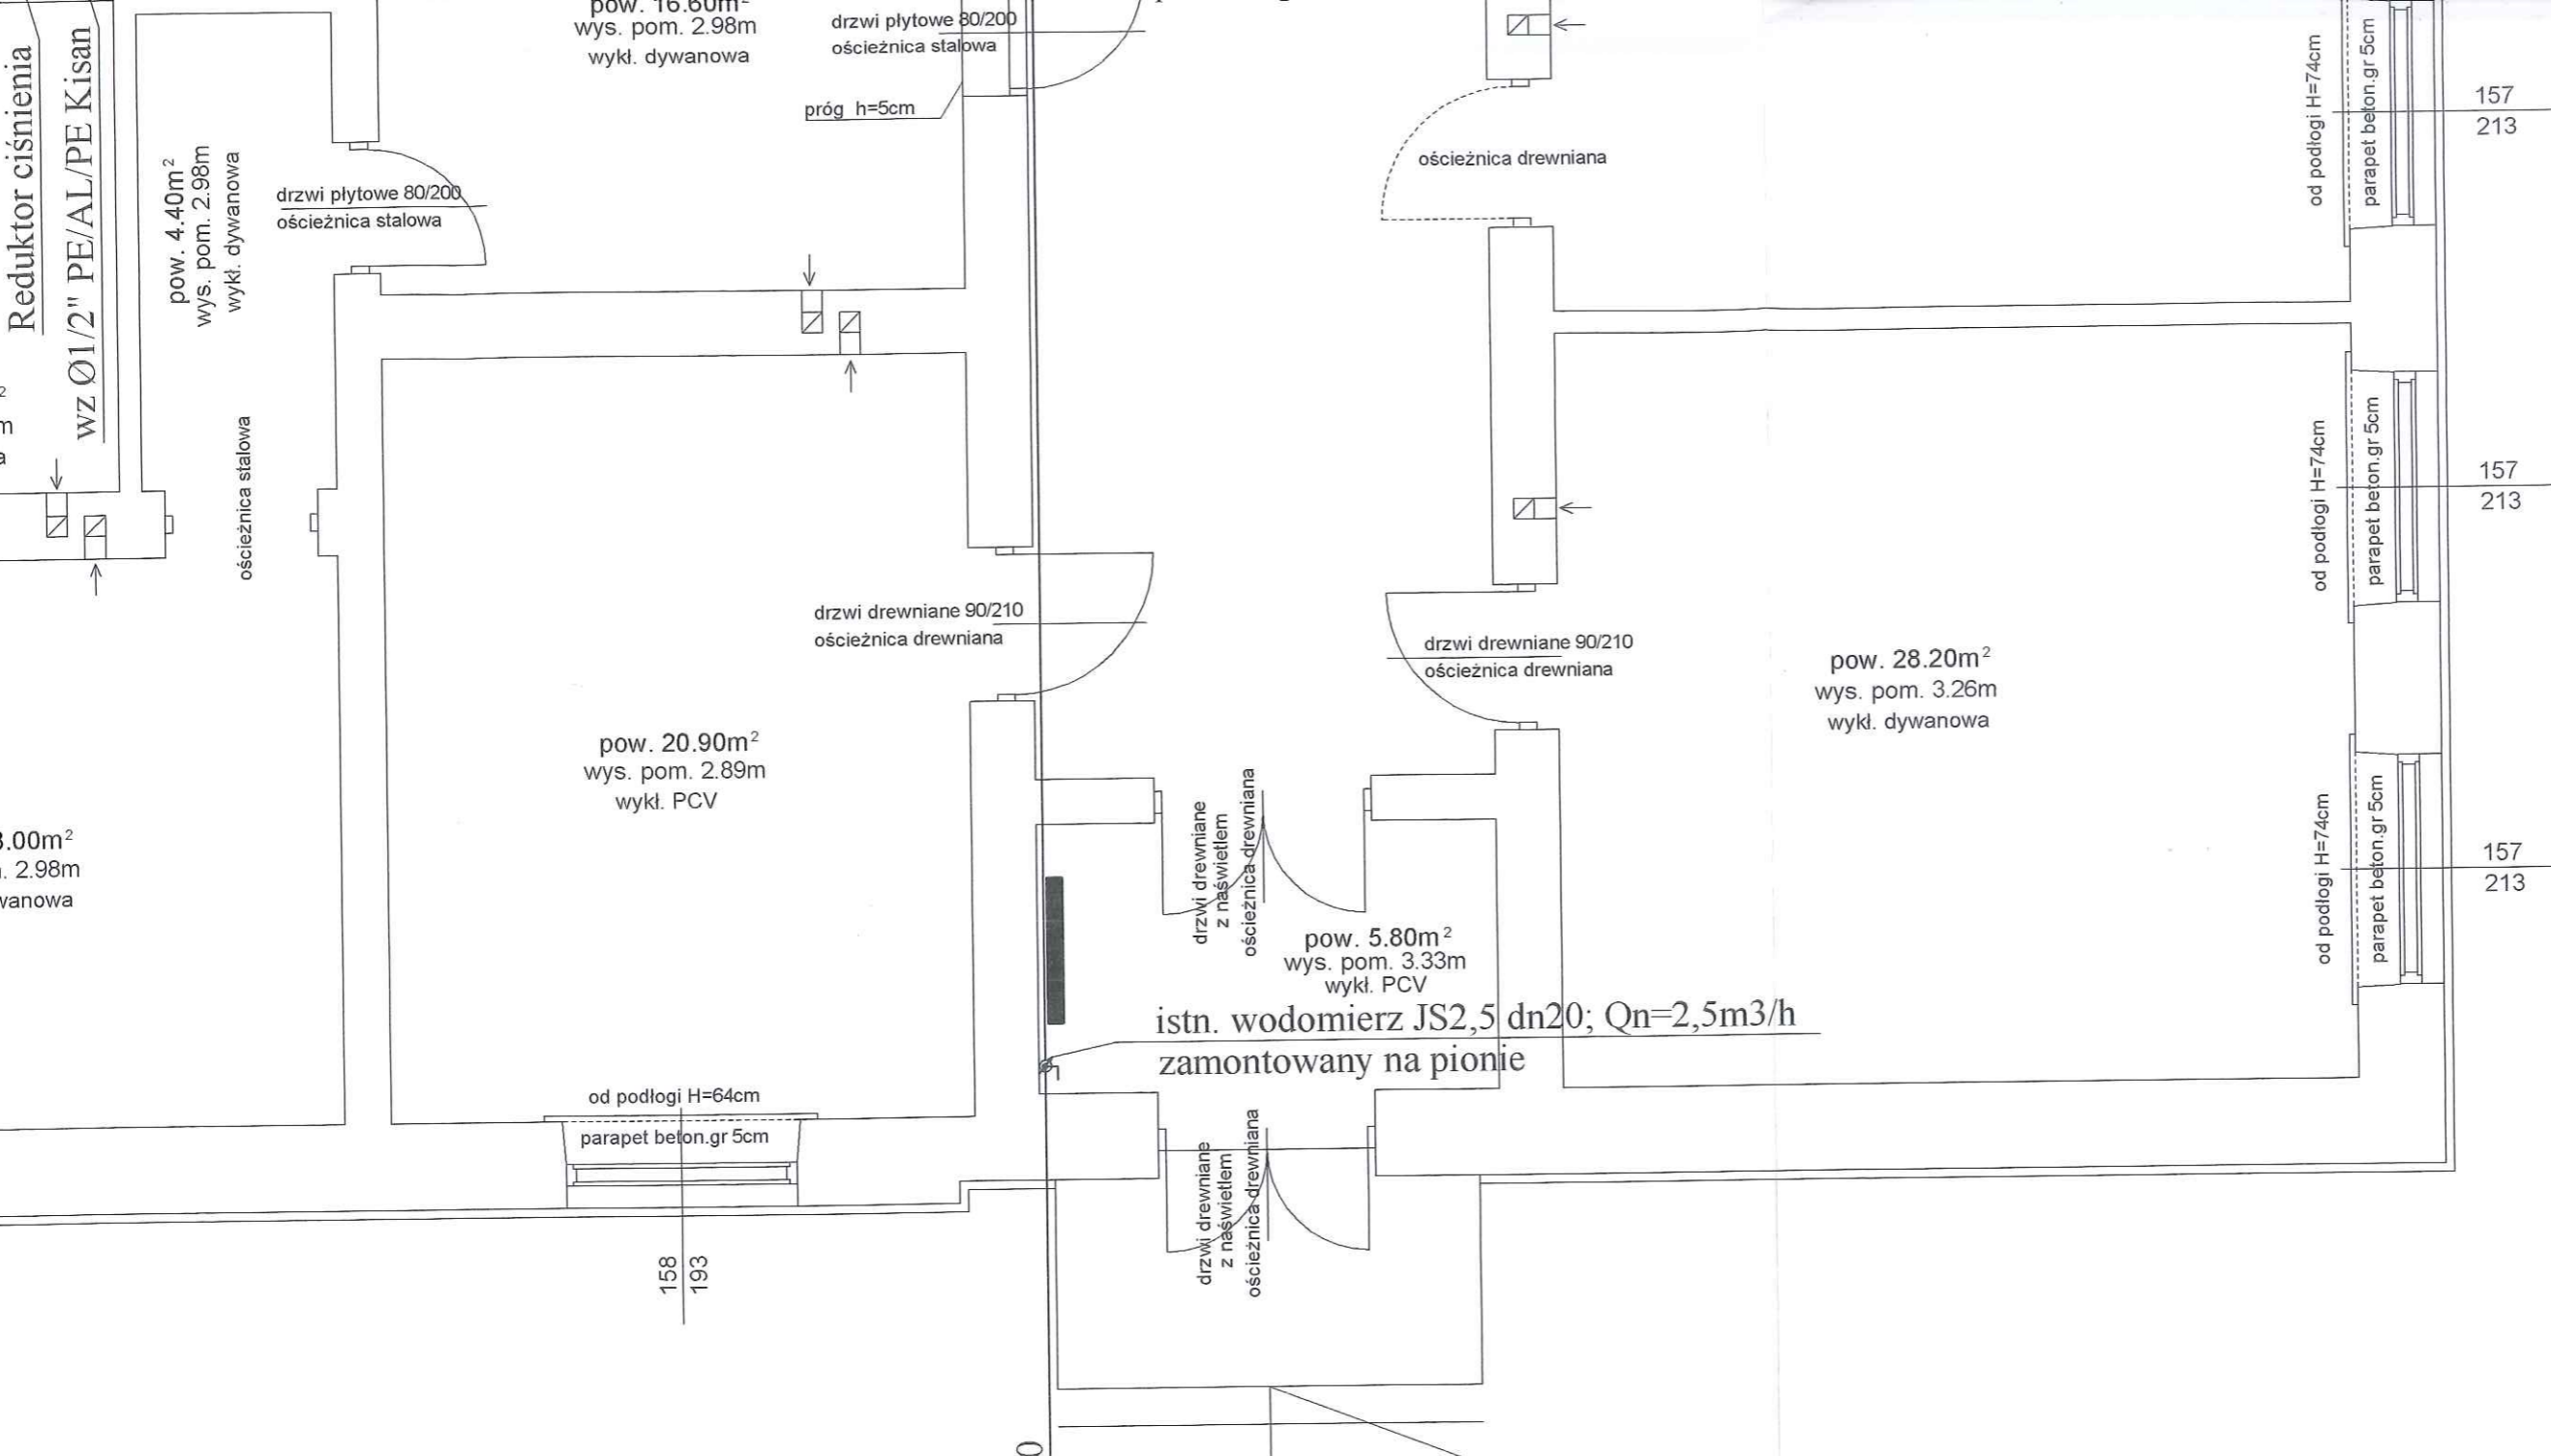 Reduktor ciśnienia
wz Ø1/2" PE/AL/PE Kisan
pow. 4.40m²
wys. pom. 2.98m
wykł. dywanowa
drzwi płytowe 80/200
ościeżnica stalowa
ościeżnica stalowa
pow. 16.60m²
wys. pom. 2.98m
wykł. dywanowa
drzwi płytowe 80/200
ościeżnica stalowa
próg h=5cm
ościeżnica drewniana
od podłogi H=74cm
parapet beton.gr 5cm
157
213
od podłogi H=74cm
parapet beton.gr 5cm
157
213
drzwi drewniane 90/210
ościeżnica drewniana
drzwi drewniane 90/210
ościeżnica drewniana
pow. 28.20m²
wys. pom. 3.26m
wykł. dywanowa
pow. 20.90m²
wys. pom. 2.89m
wykł. PCV
2.98m
drzwi drewniane
z naświetlem
ościeżnica drewniana
pow. 5.80m²
wys. pom. 3.33m
wykł. PCV
od podłogi H=74cm
parapet beton.gr 5cm
157
213
istn. wodomierz JS2,5 dn20; Qn=2,5m3/h
zamontowany na pionie
od podłogi H=64cm
parapet beton.gr 5cm
158
193
drzwi drewniane
z naświetlem
ościeżnica drewniana